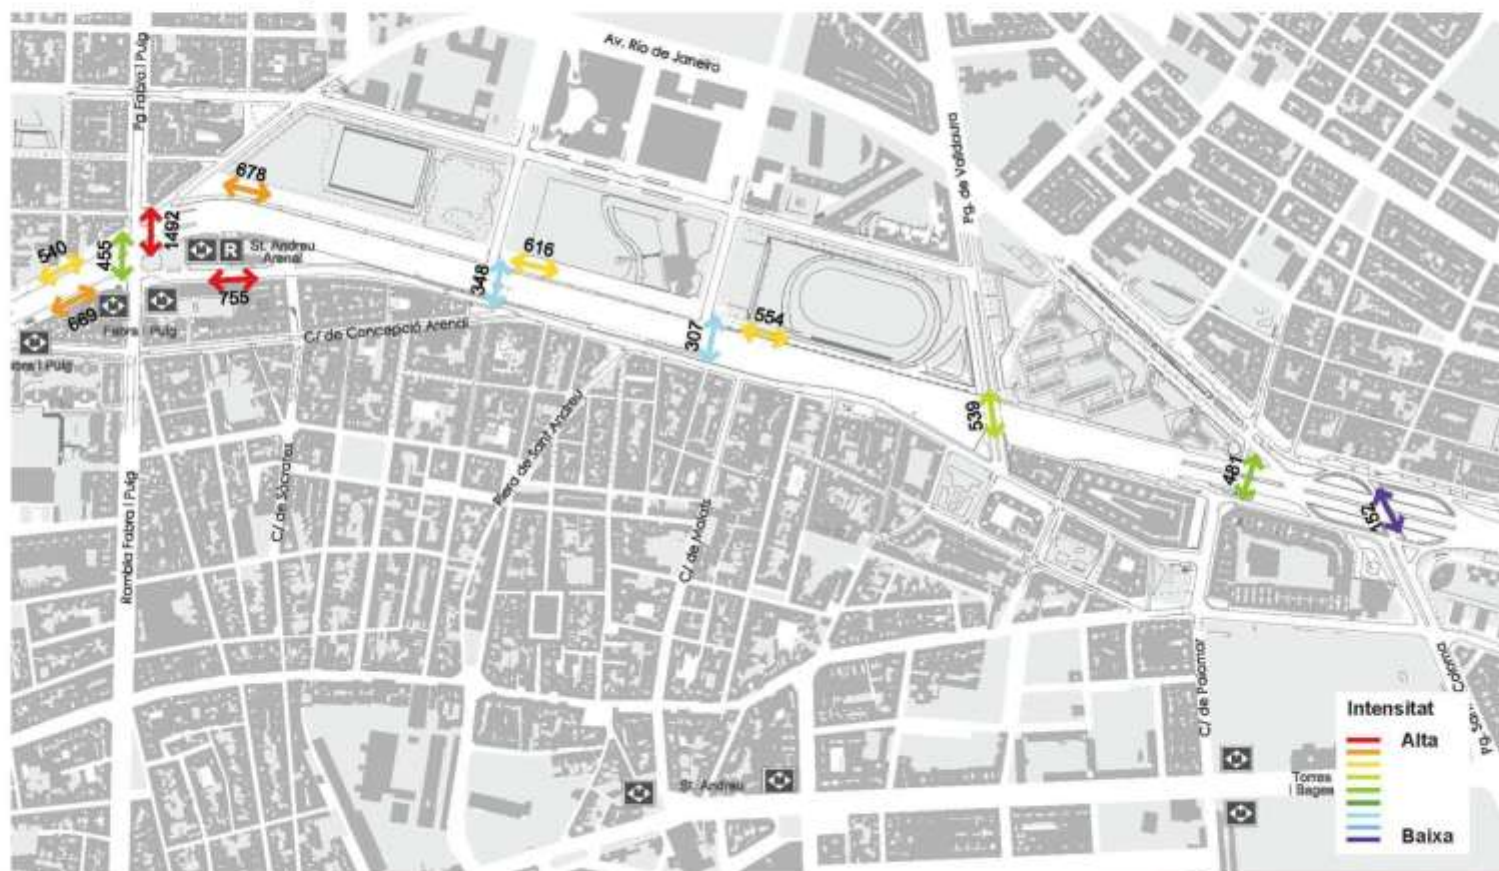 Av. Río de Janeiro
Pg. Fabra I Puig
Pg. de Valldaura
678
1492
455
540
R
St. Andreu
Arenal
755
669
Fabra I Puig
I Puig
C/ de Concepció Arenal
616
348
307
554
539
481
152
Riera de Sant Andreu
C/ de Sòcrates
C/ de Malats
Rambla Fabra I Puig
C/ de Palomar
Coloma
St. Andreu
Torras
I Bages
Intensitat
Alta
Baixa